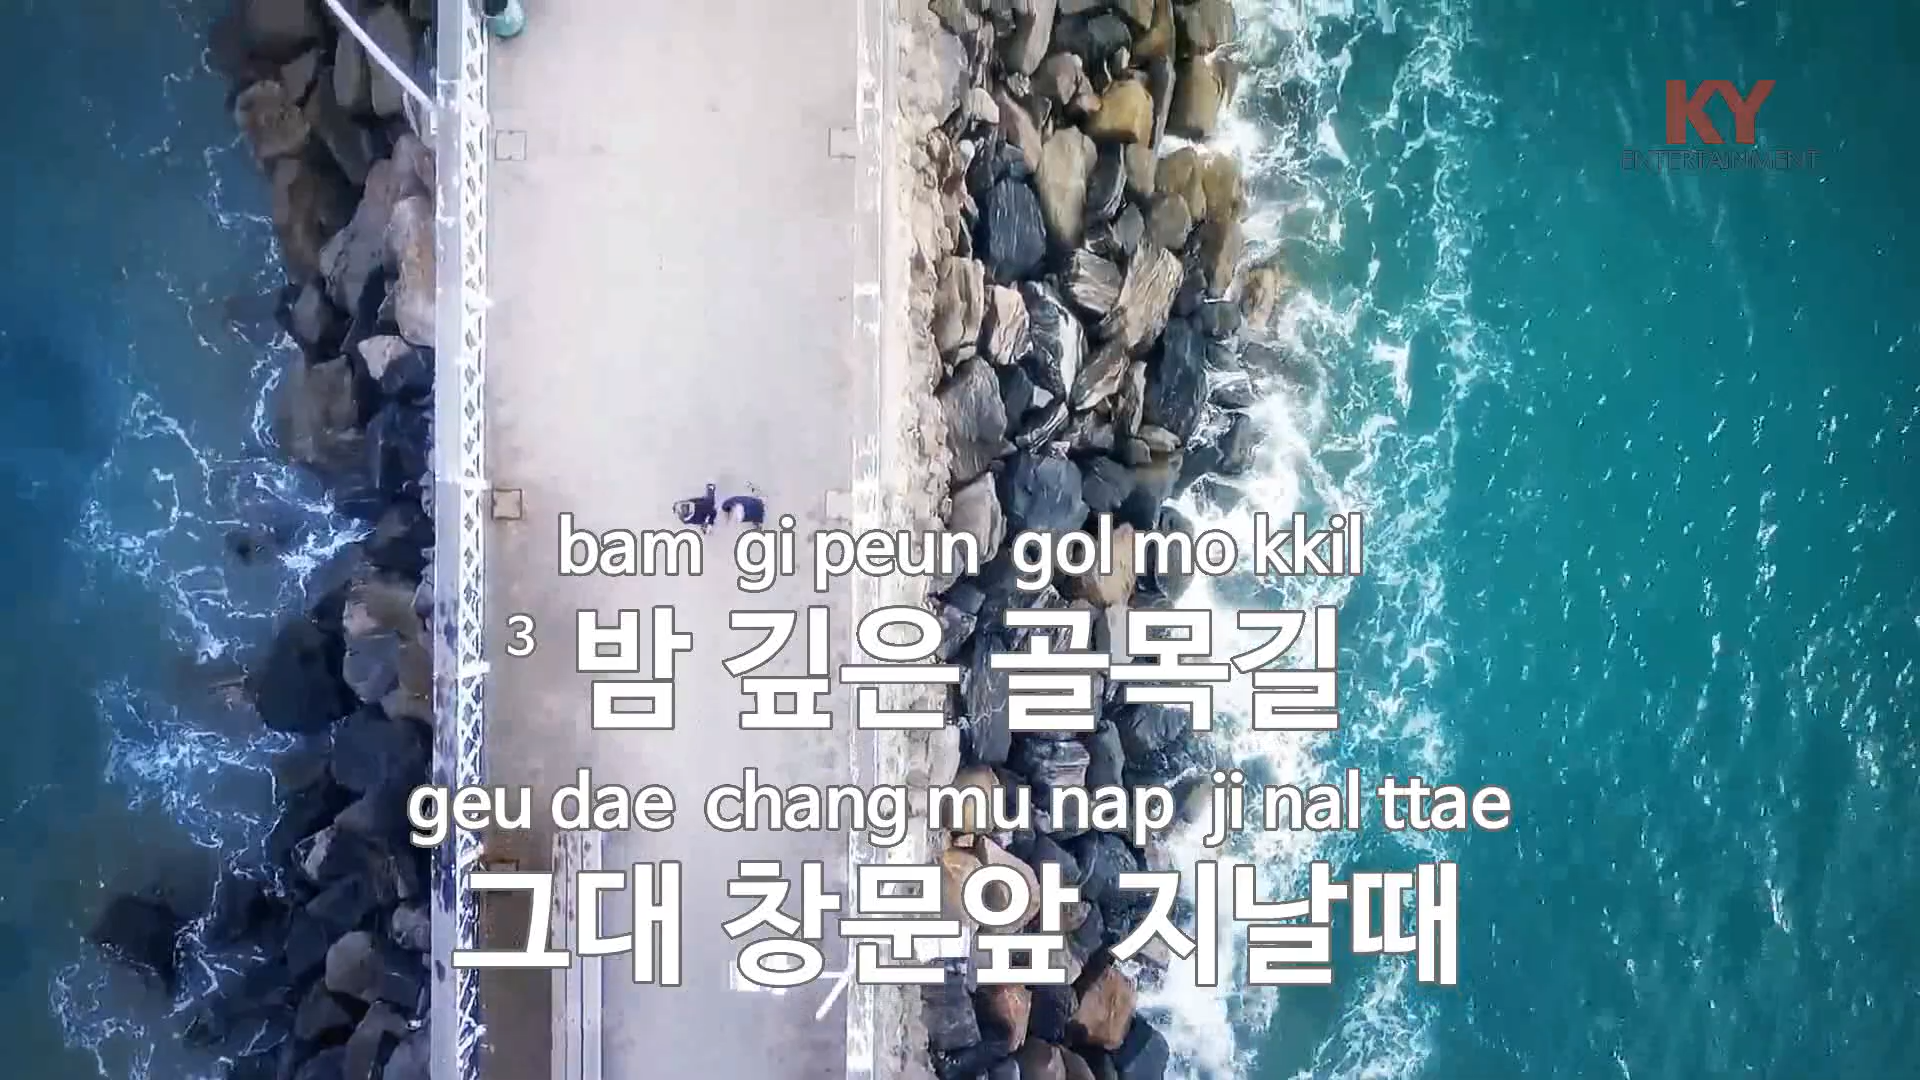 KY
ENTERTAINMENT
bam gi peun gol mo kkil
3 밤 깊은 골목길
geu dae chang mu nap ji nal ttae
그대 창문앞 지날때